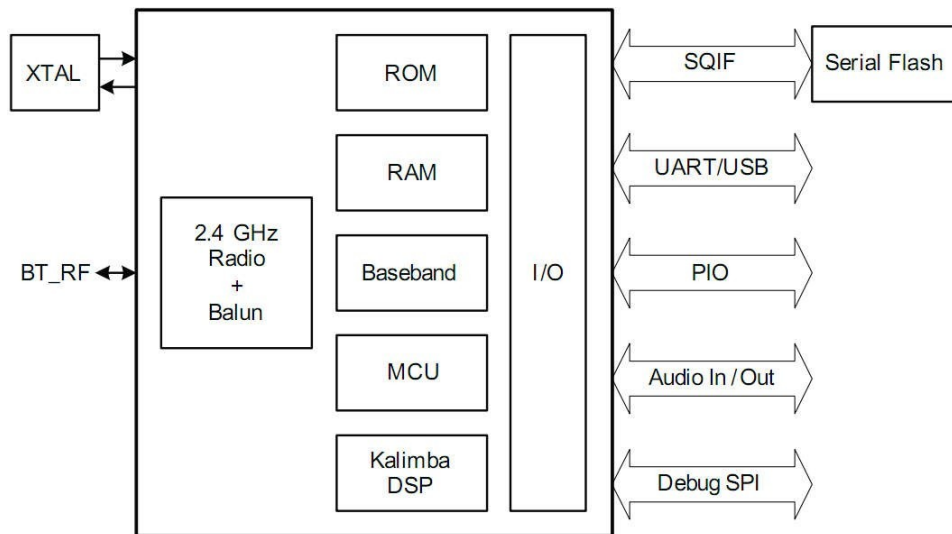 XTAL
BT_RF
2.4 GHz
Radio
+
Balun
ROM
RAM
Baseband
MCU
Kalimba
DSP
I/O
SQIF
UART/USB
PIO
Audio In / Out
Debug SPI
Serial Flash